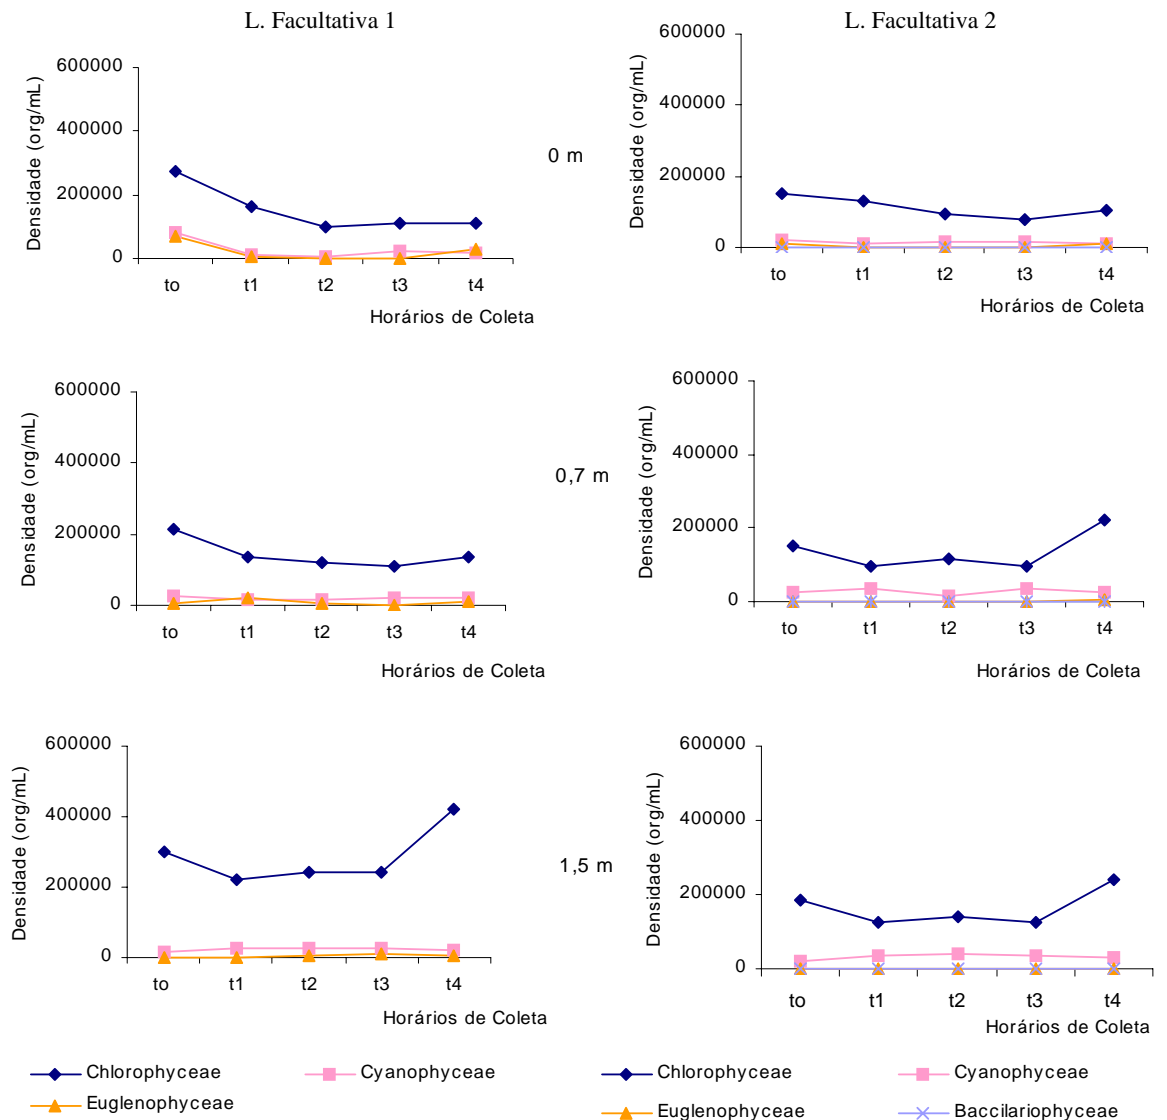 L. Facultativa 1
L. Facultativa 2
Densidade (org/mL)
600000
400000
200000
0
to t1 t2 t3 t4
Horários de Coleta
0 m
Densidade (org/mL)
600000
400000
200000
0
to t1 t2 t3 t4
Horários de Coleta
Densidade (org/mL)
600000
400000
200000
0
to t1 t2 t3 t4
Horários de Coleta
0,7 m
Densidade (org/mL)
600000
400000
200000
0
to t1 t2 t3 t4
Horários de Coleta
Densidade (org/mL)
600000
400000
200000
0
to t1 t2 t3 t4
Horários de Coleta
1,5 m
Densidade (org/mL)
600000
400000
200000
0
to t1 t2 t3 t4
Horários de Coleta
Chlorophyceae Cyanophyceae
Euglenophyceae
Chlorophyceae Cyanophyceae
Euglenophyceae Baccilariophyceae